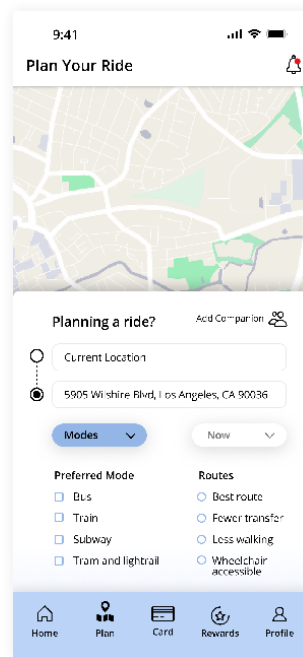 9:41
Plan Your Ride
Planning a ride?
Add Companion
Current Location
5905 Wilshire Blvd, Los Angeles, CA 90036
Modes
Now
Preferred Mode
Routes
Bus
Best route
Train
Fewer transfer
Subway
Less walking
Tram and lightrail
Wheelchair
accessible
Home
Plan
Card
Rewards
Profile